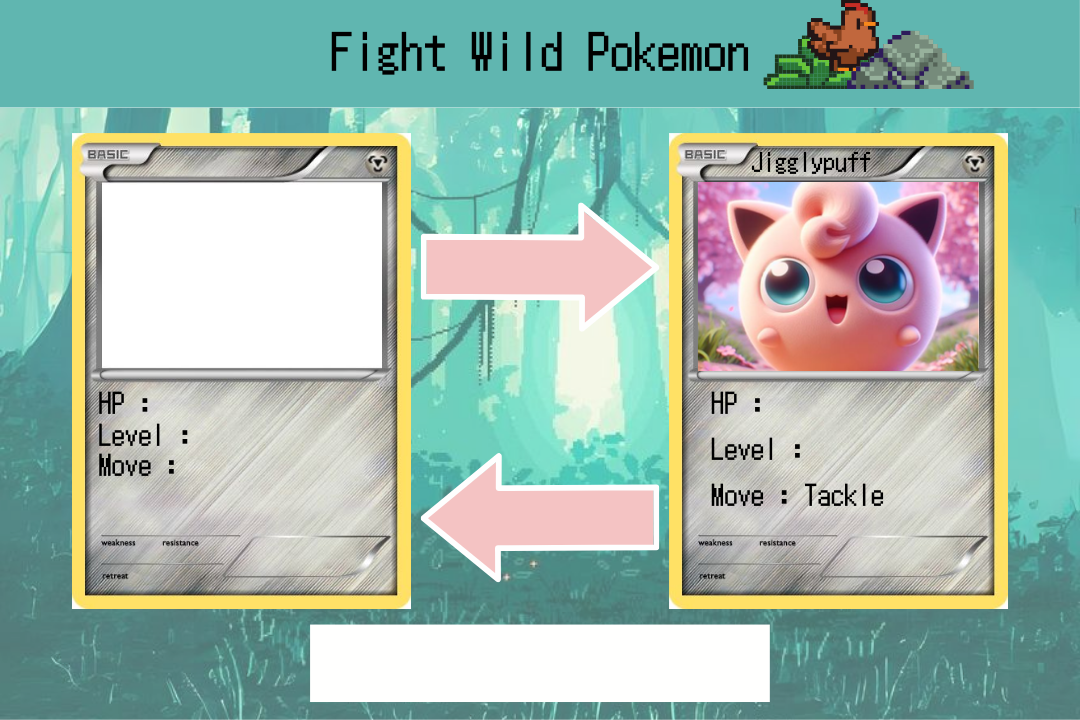 Fight Wild Pokemon
BASIC
HP :
Level :
Move :
weakness resistance
retreat
BASIC
Jigglypuff
HP :
Level :
Move : Tackle
weakness resistance
retreat